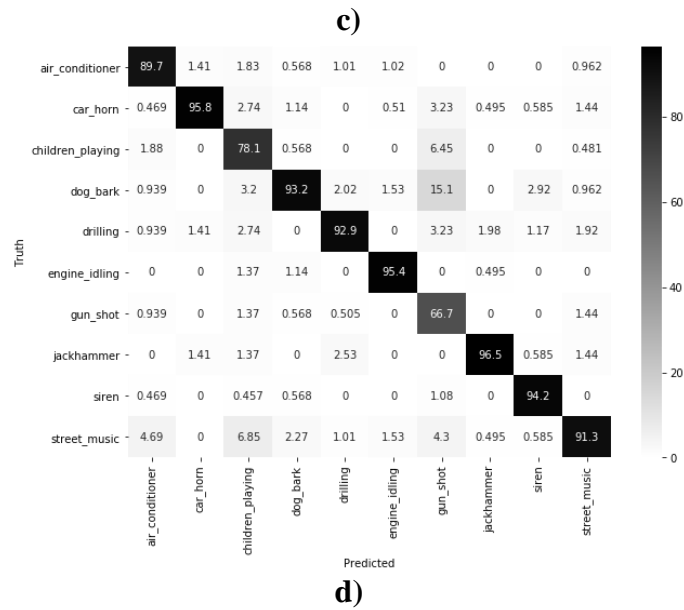 c)
air_conditioner 89.7 1.41 1.83 0.568 1.01 1.02 0 0 0 0.962
car_horn 0.469 95.8 2.74 1.14 0 0.51 3.23 0.495 0.585 1.44
80
children_playing 1.88 0 78.1 0.568 0 0 6.45 0 0 0.481
dog_bark 0.939 0 3.2 93.2 2.02 1.53 15.1 0 2.92 0.962
60
drilling 0.939 1.41 2.74 0 92.9 0 3.23 1.98 1.17 1.92
Truth
engine_idling 0 0 1.37 1.14 0 95.4 0 0.495 0 0
40
gun_shot 0.939 0 1.37 0.568 0.505 0 66.7 0 0 1.44
jackhammer 0 1.41 1.37 0 2.53 0 0 96.5 0.585 1.44
20
siren 0.469 0 0.457 0.568 0 0 1.08 0 94.2 0
street_music 4.69 0 6.85 2.27 1.01 1.53 4.3 0.495 0.585 91.3
0
air_conditioner
car_horn
children_playing
dog_bark
drilling
engine_idling
gun_shot
jackhammer
siren
street_music
Predicted
d)